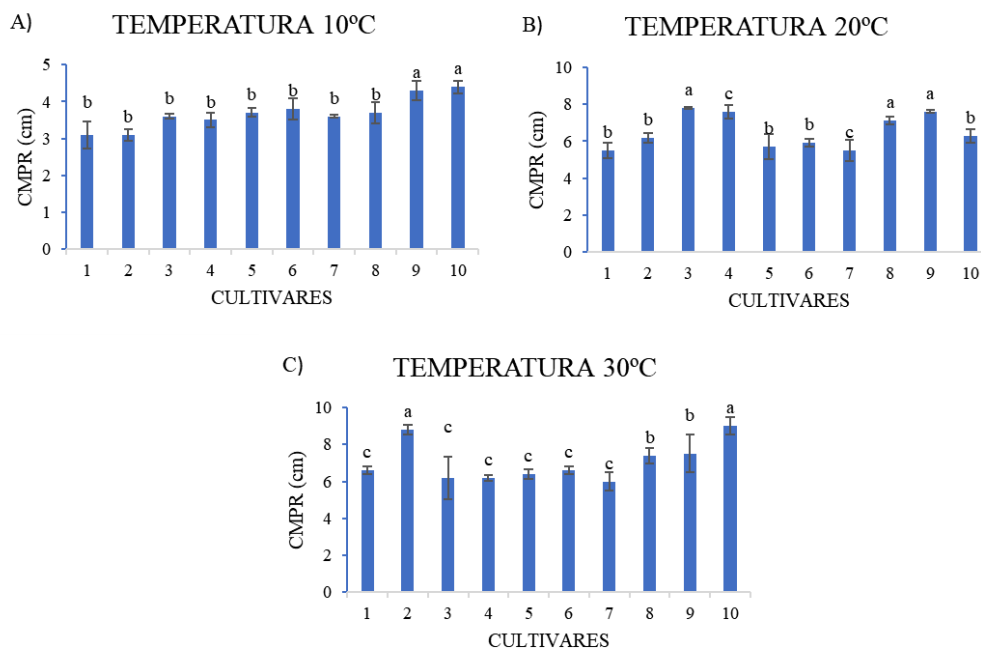 A) TEMPERATURA 10ºC
5
4
3
2
1
0
CMPR (cm)
b b b b b b b b a a
1 2 3 4 5 6 7 8 9 10
CULTIVARES
B) TEMPERATURA 20ºC
10
8
6
4
2
0
CMPR (cm)
b b a c b b c a a b
1 2 3 4 5 6 7 8 9 10
CULTIVARES
C) TEMPERATURA 30ºC
10
8
6
4
2
0
CMPR (cm)
c a c c c c c b b a
1 2 3 4 5 6 7 8 9 10
CULTIVARES